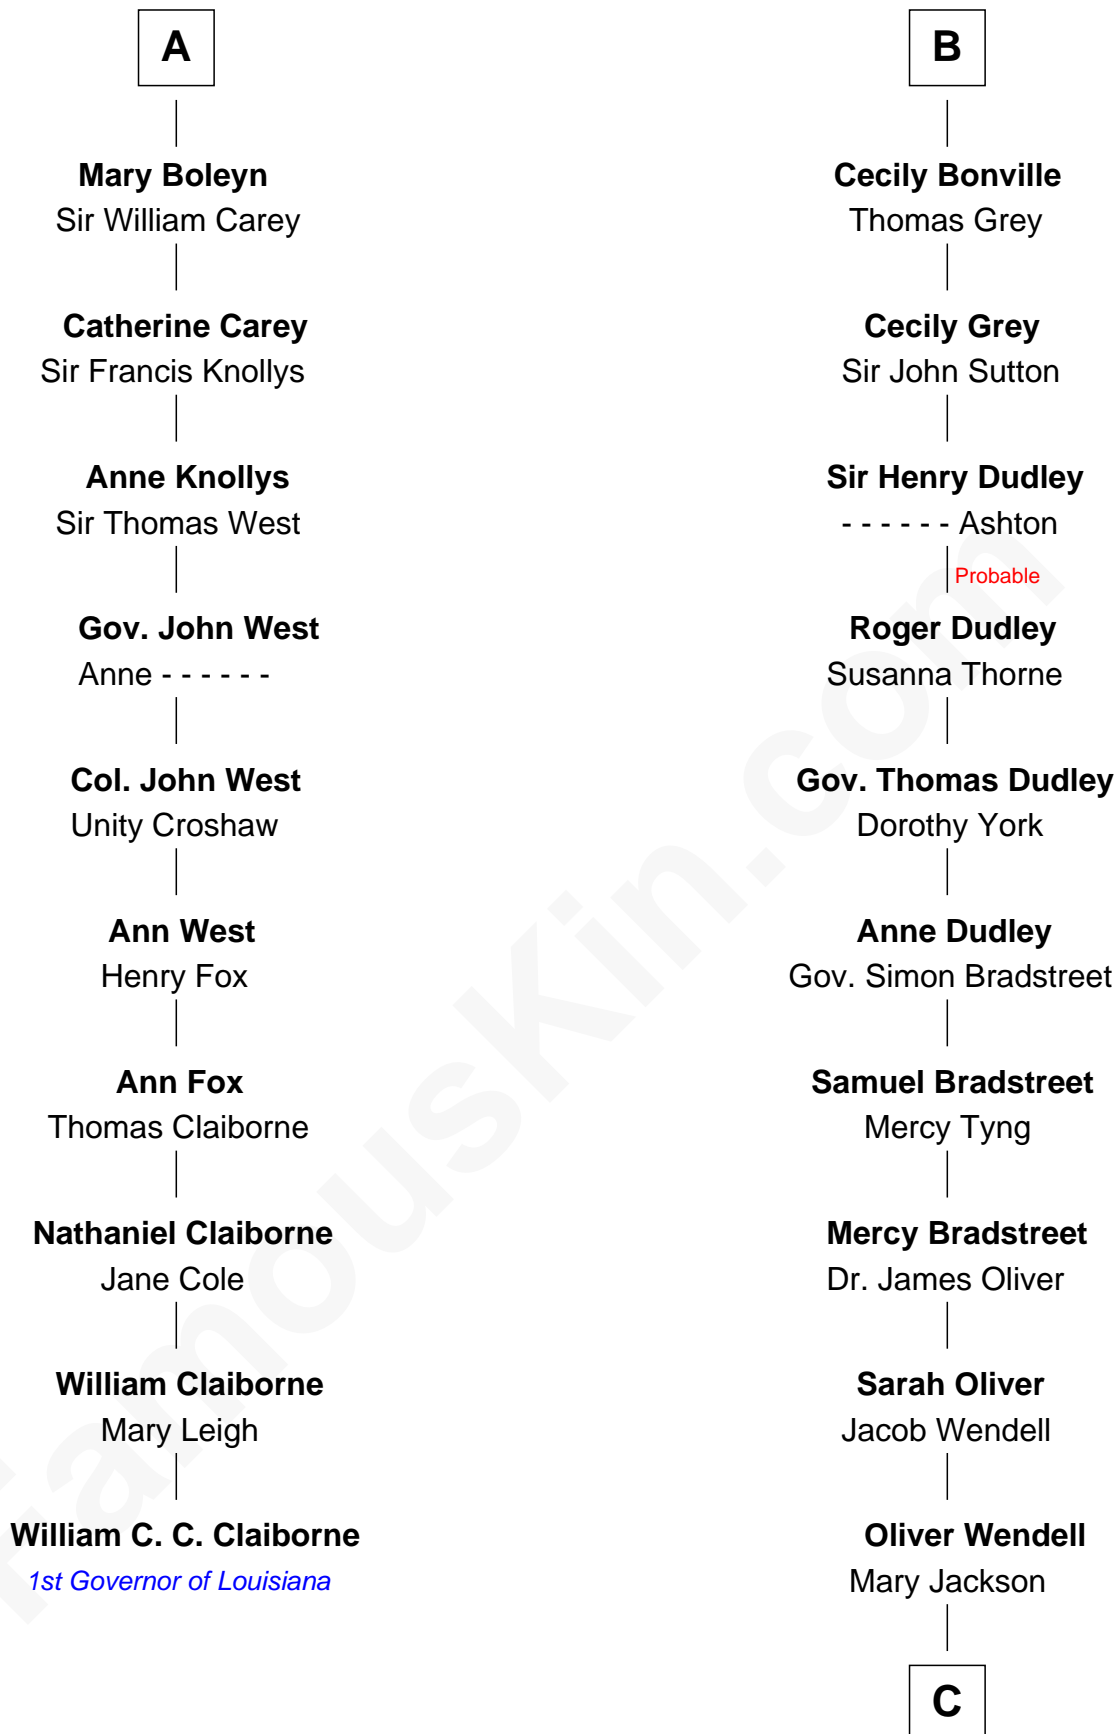 A
Mary Boleyn
Sir William Carey
Catherine Carey
Sir Francis Knollys
Anne Knollys
Sir Thomas West
Gov. John West
Anne - - - - - -
Col. John West
Unity Croshaw
Ann West
Henry Fox
Ann Fox
Thomas Claiborne
Nathaniel Claiborne
Jane Cole
William Claiborne
Mary Leigh
William C. C. Claiborne
1st Governor of Louisiana
B
Cecily Bonville
Thomas Grey
Cecily Grey
Sir John Sutton
Sir Henry Dudley
- - - - - - Ashton
Probable
Roger Dudley
Susanna Thorne
Gov. Thomas Dudley
Dorothy York
Anne Dudley
Gov. Simon Bradstreet
Samuel Bradstreet
Mercy Tyng
Mercy Bradstreet
Dr. James Oliver
Sarah Oliver
Jacob Wendell
Oliver Wendell
Mary Jackson
C
FamousKin.com